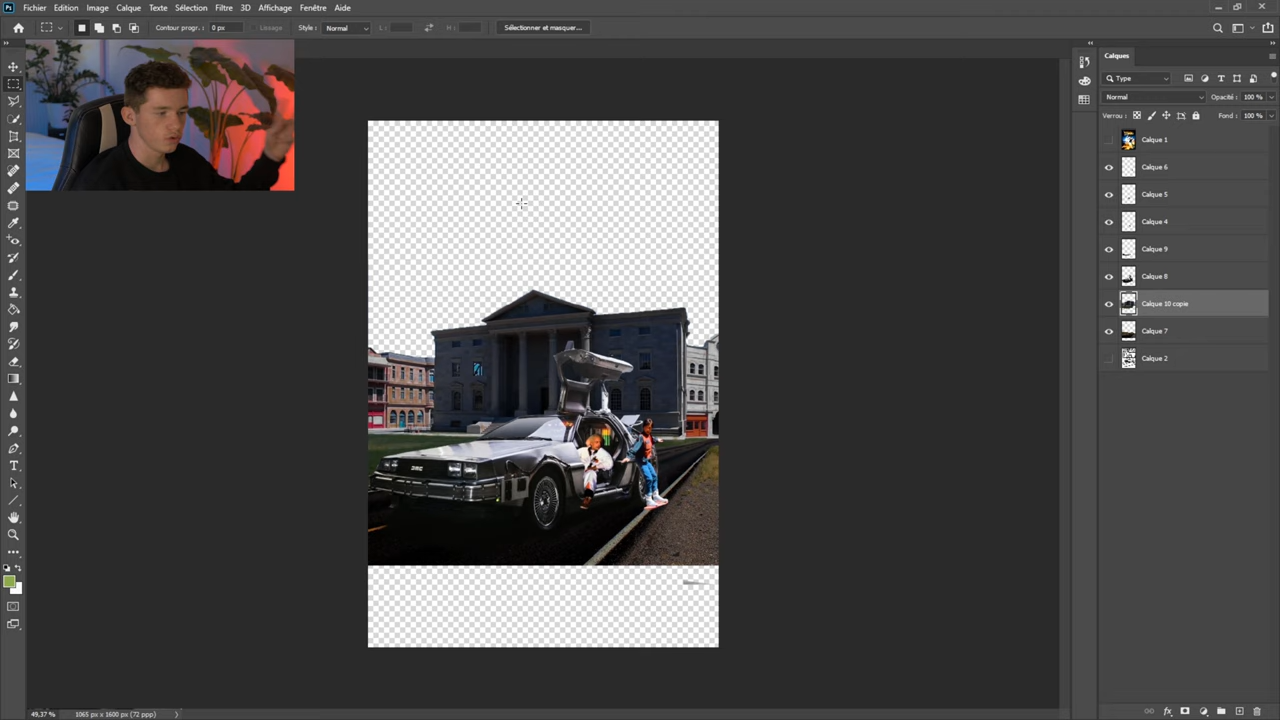 Ps Fichier Edition Image Calque Texte Sélection Filtre 3D Affichage Fenêtre Aide
Contour progr. : 0 px Lissage Style : Normal L : H : Sélectionner et masquer...
Calques
Type
Normal Opacité : 100 %
Verrou : Fond : 100 %
Calque 1
Calque 6
Calque 5
Calque 4
Calque 9
Calque 8
Calque 10 copie
Calque 7
Calque 2
DMC
49,37 % 1065 px x 1600 px (72 ppp)